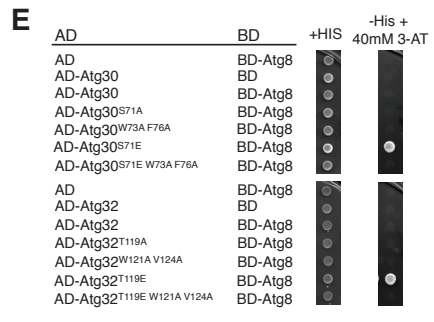 E
AD BD +HIS -His + 40mM 3-AT
AD BD-Atg8
AD-Atg30 BD
AD-Atg30 BD-Atg8
AD-Atg30S71A BD-Atg8
AD-Atg30W73A F76A BD-Atg8
AD-Atg30S71E BD-Atg8
AD-Atg30S71E W73A F76A BD-Atg8
AD BD-Atg8
AD-Atg32 BD
AD-Atg32 BD-Atg8
AD-Atg32T119A BD-Atg8
AD-Atg32W121A V124A BD-Atg8
AD-Atg32T119E BD-Atg8
AD-Atg32T119E W121A V124A BD-Atg8